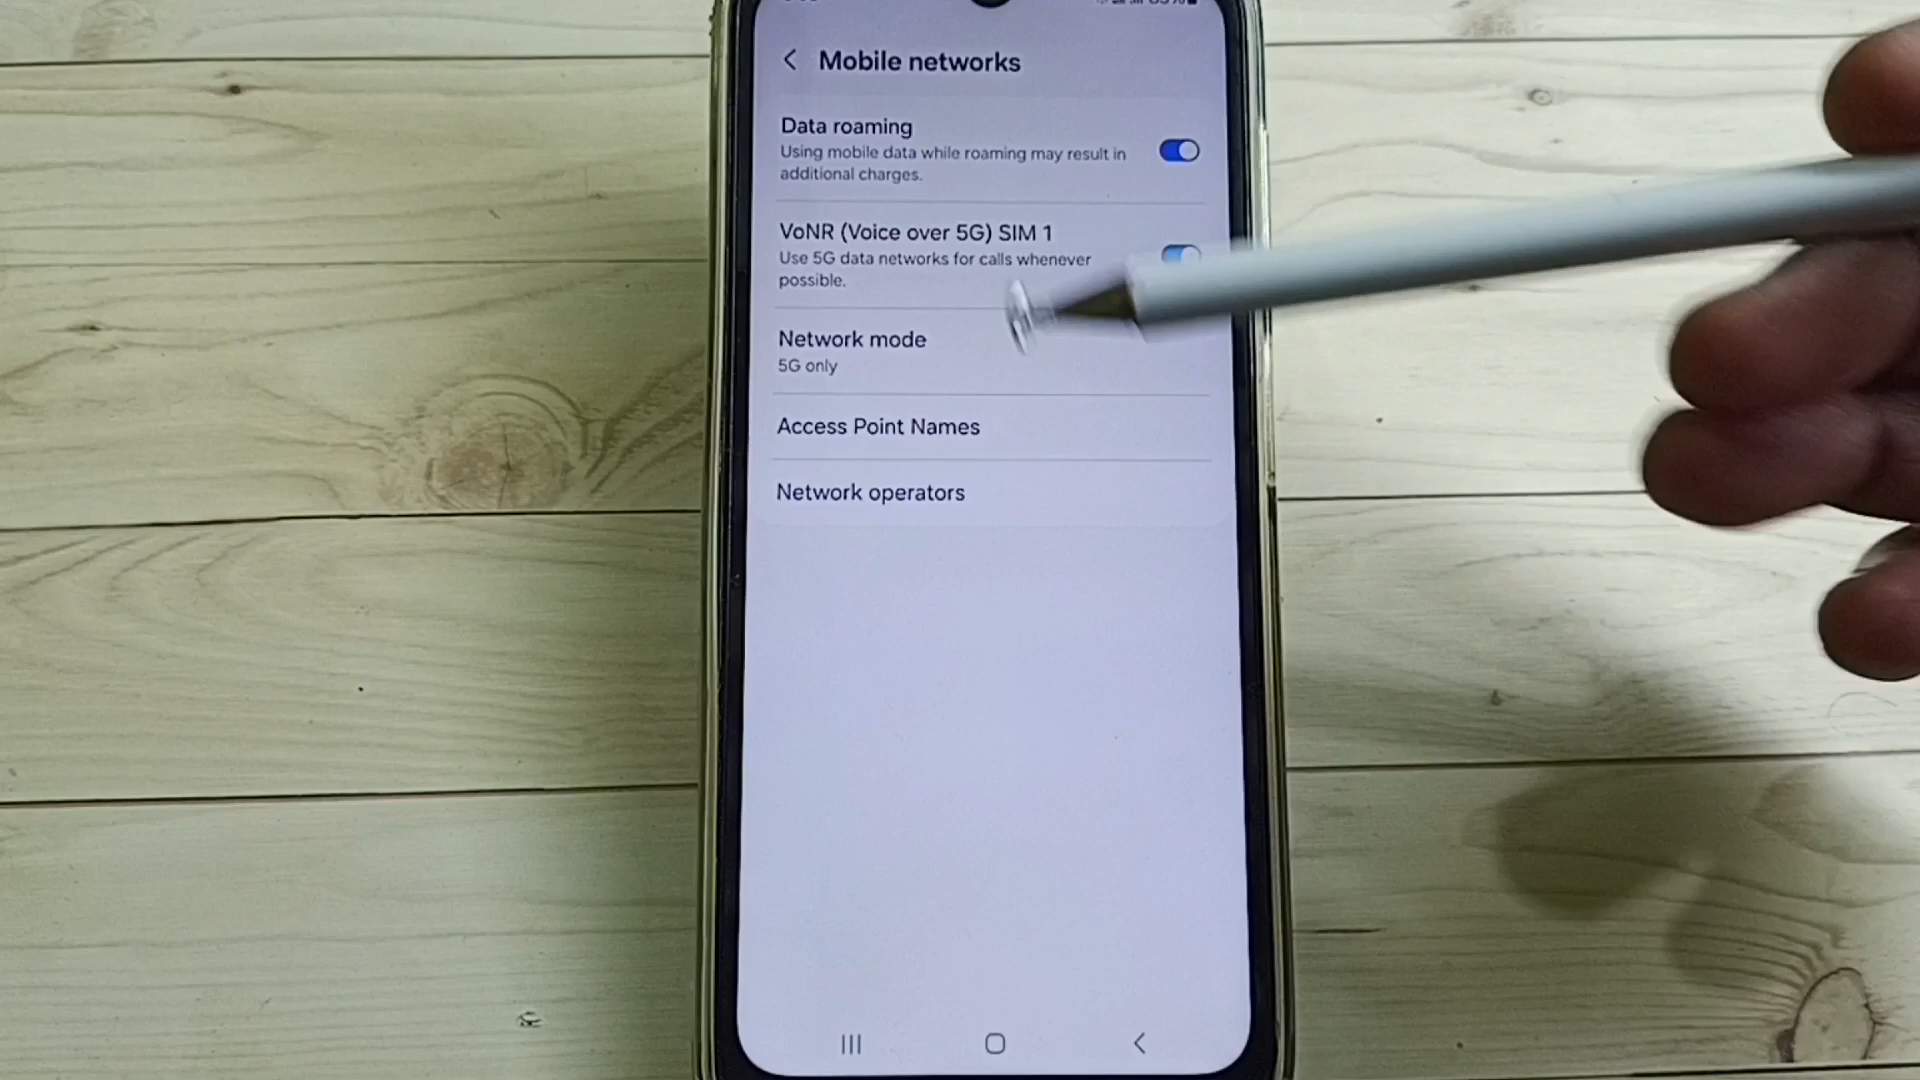 Mobile networks
Data roaming
Using mobile data while roaming may result in
additional charges.
VoNR (Voice over 5G) SIM 1
Use 5G data networks for calls whenever
possible.
Network mode
5G only
Access Point Names
Network operators